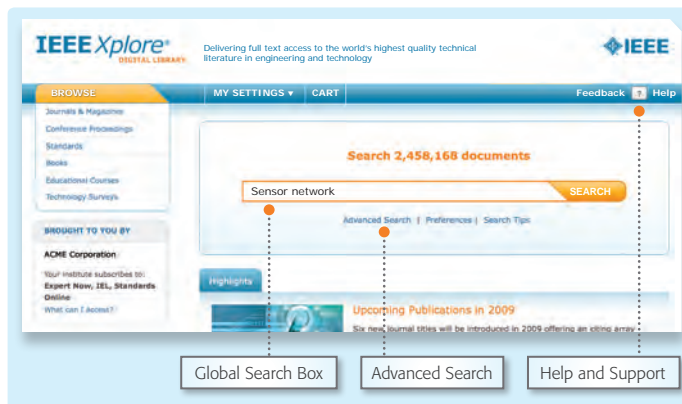 IEEE Xplore®
DIGITAL LIBRARY
Delivering full text access to the world's highest quality technical
literature in engineering and technology
IEEE
BROWSE
MY SETTINGS ▾ CART
Feedback ? Help
Journals & Magazines
Conference Proceedings
Standards
Books
Educational Courses
Technology Surveys
Search 2,458,168 documents
Sensor network
SEARCH
Advanced Search | Preferences | Search Tips
BROUGHT TO YOU BY
ACME Corporation
Your institute subscribes to:
Expert Now, IEL, Standards
Online
What can I Access?
Highlights
Upcoming Publications in 2009
Six new journal titles will be introduced in 2009 offering an citing array
Global Search Box
Advanced Search
Help and Support